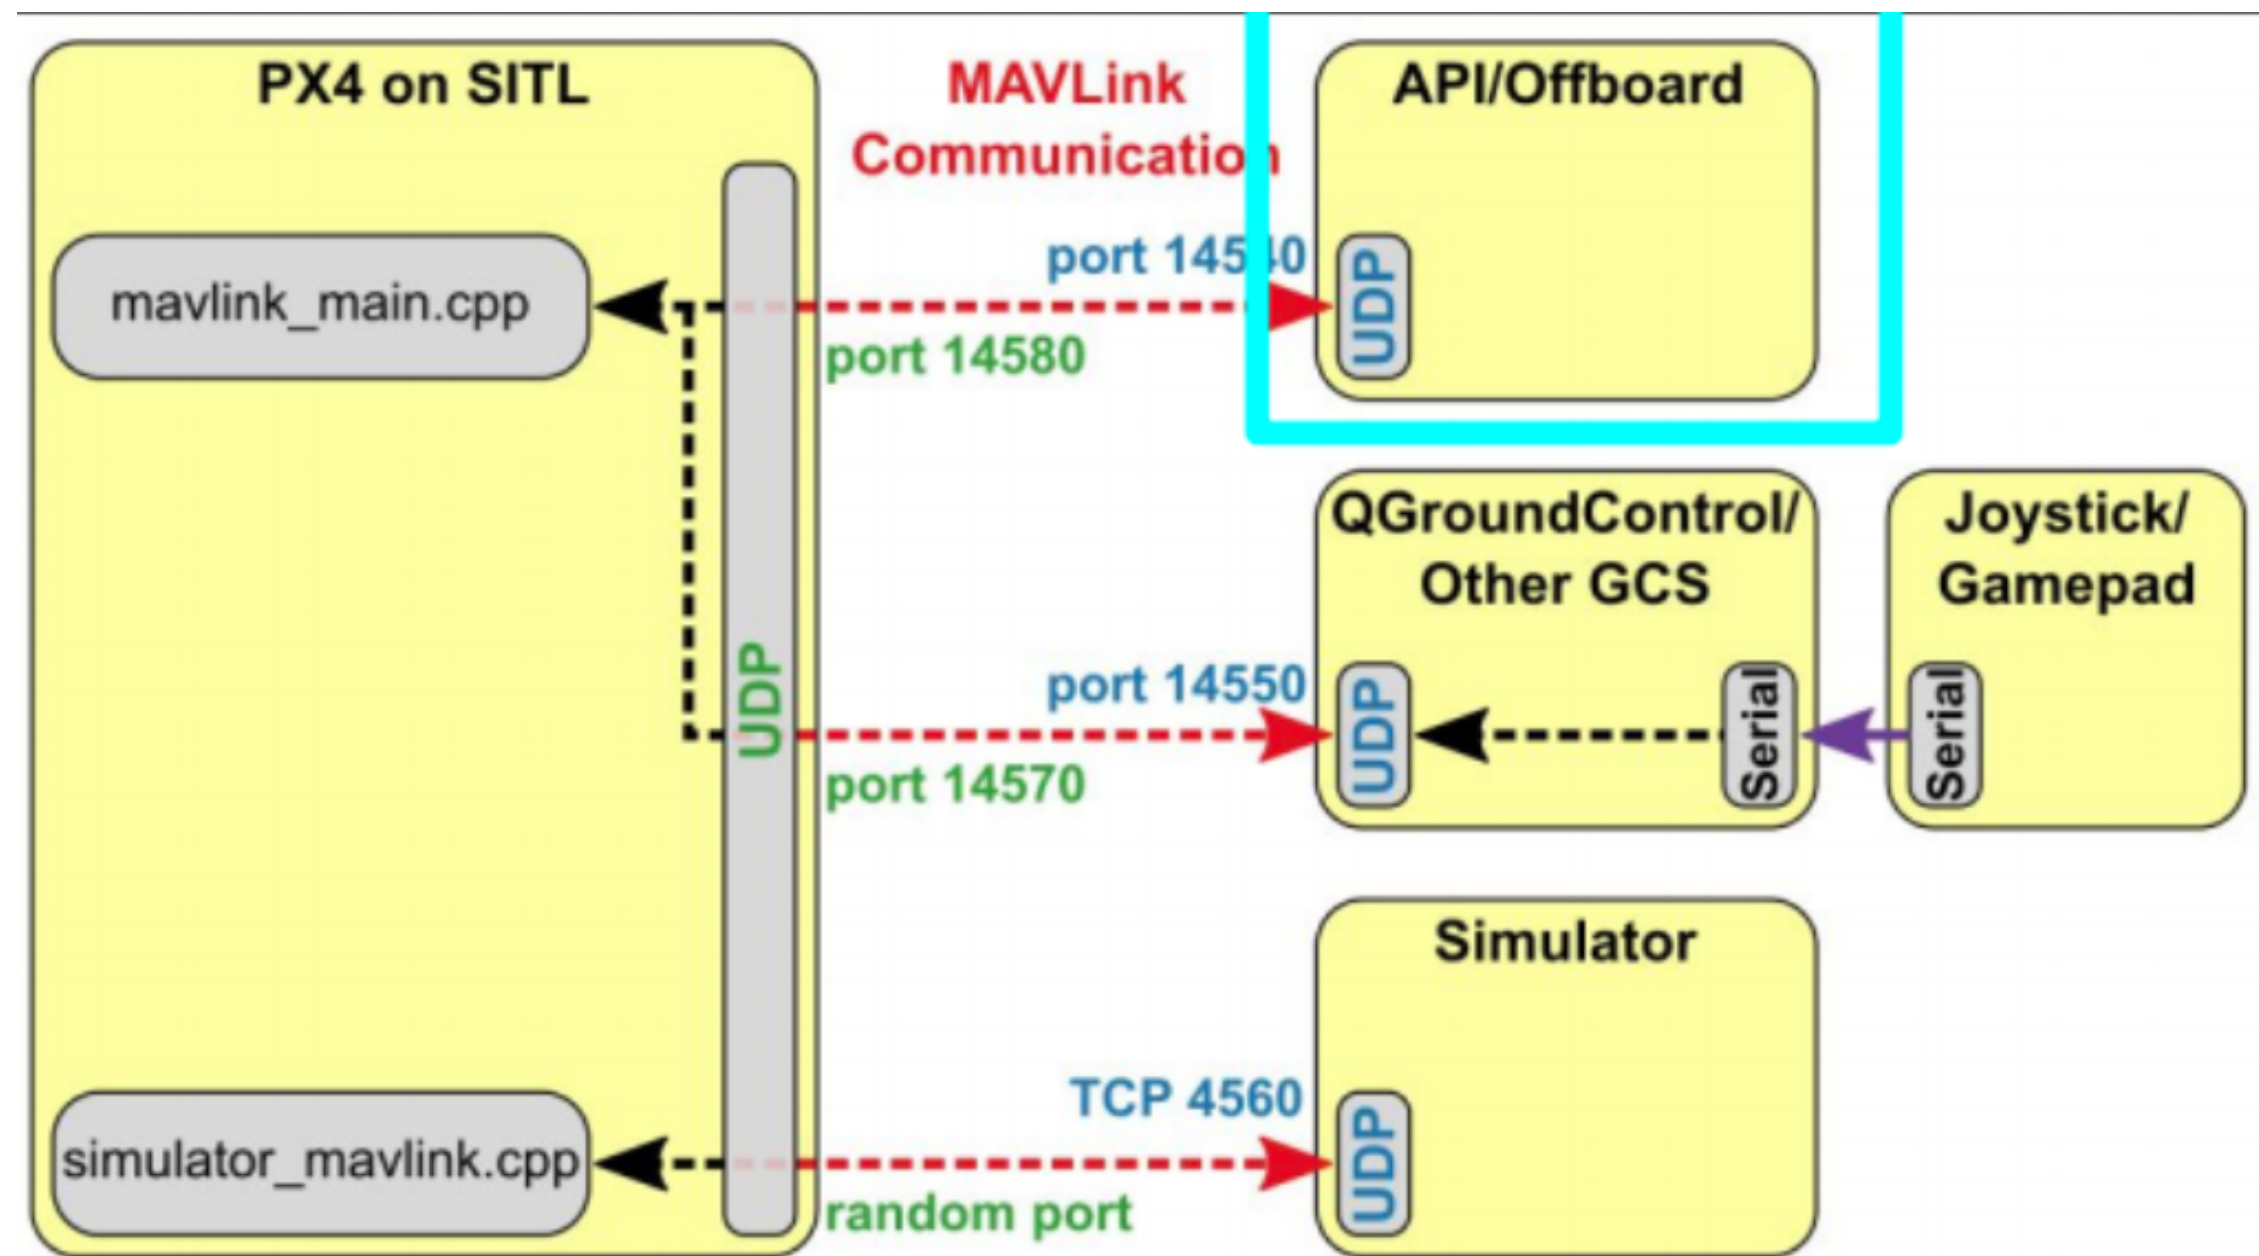 PX4 on SITL
MAVLink
Communication
API/Offboard
mavlink_main.cpp
port 14540
UDP
port 14580
QGroundControl/
Other GCS
Joystick/
Gamepad
UDP
port 14550
UDP
Serial
Serial
port 14570
Simulator
simulator_mavlink.cpp
TCP 4560
UDP
random port